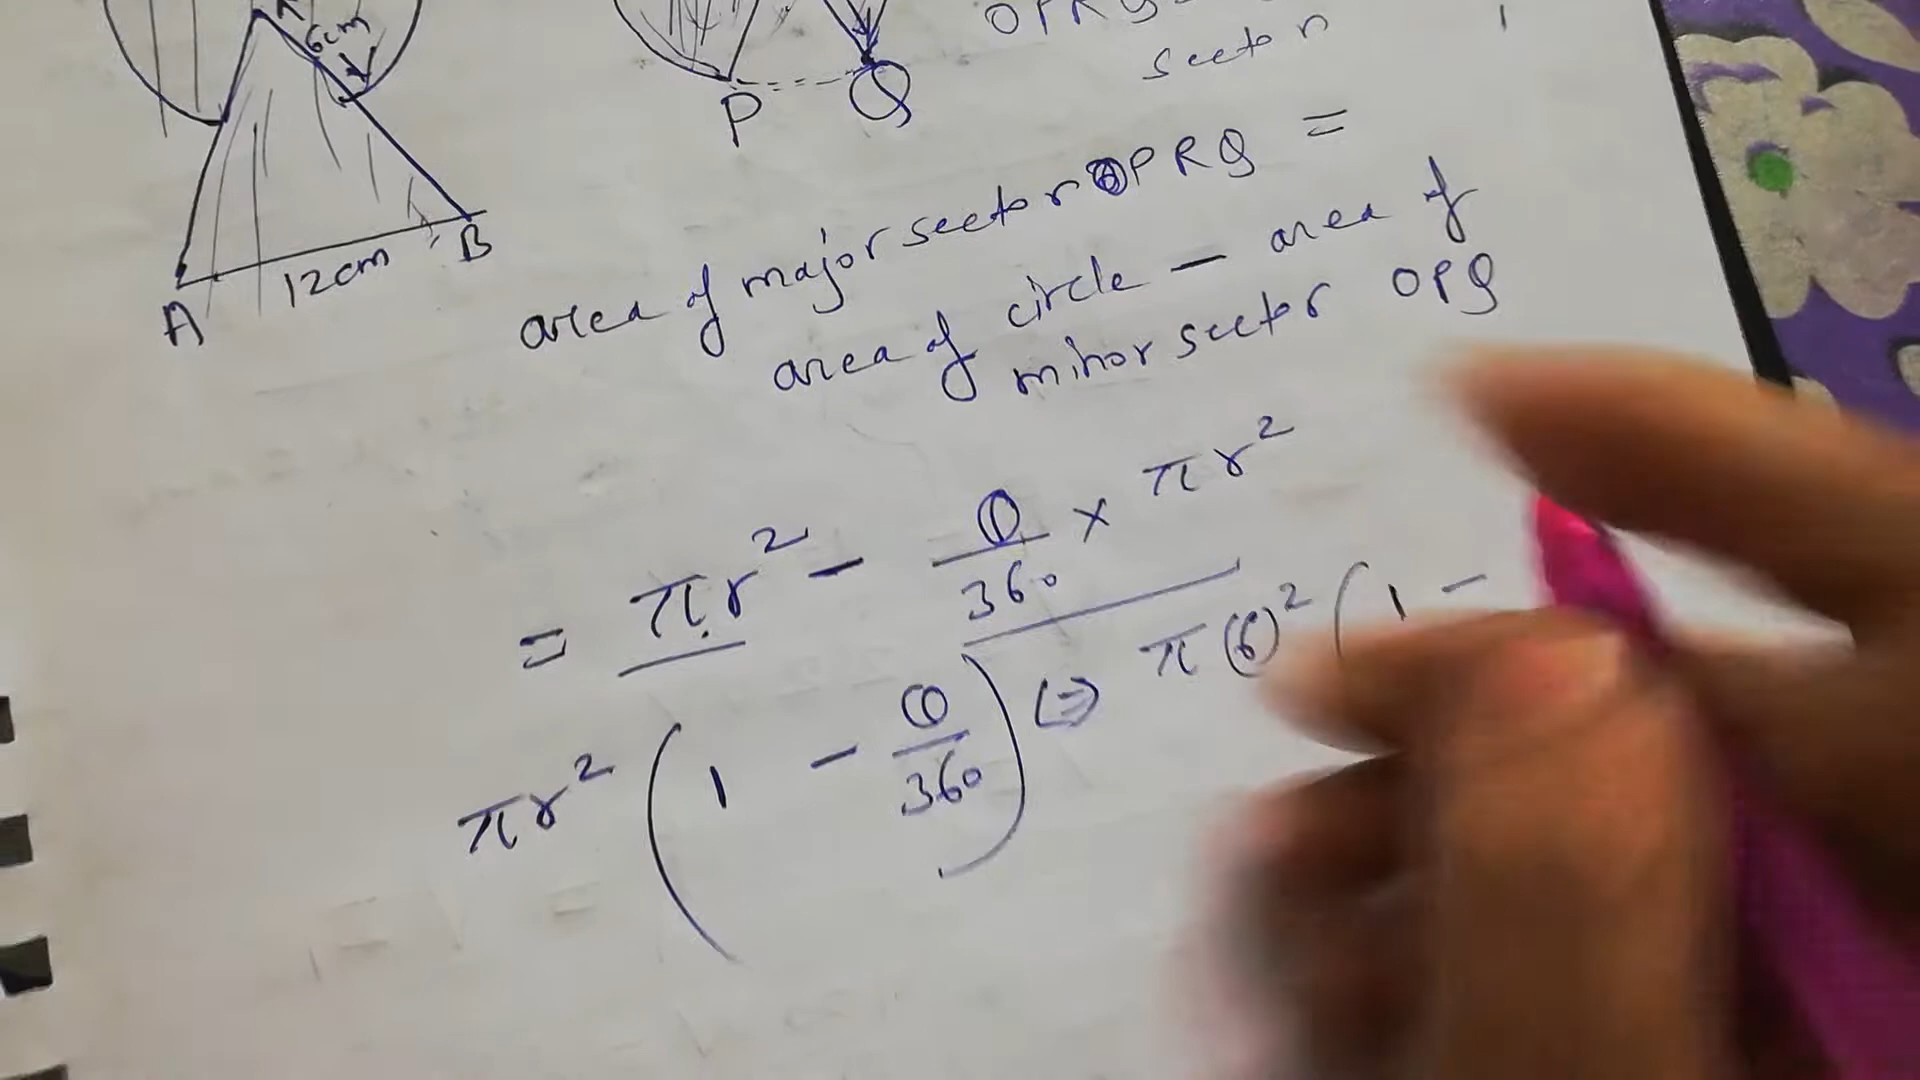 6cm
12cm
A
B
P
Q
OPRQ
sector
area of major sector OPRQ =
area of circle - area of
minor sector OPQ
= πr² - θ/360 × πr²
πr² (1 - θ/360) (=) π(6)² (1 -